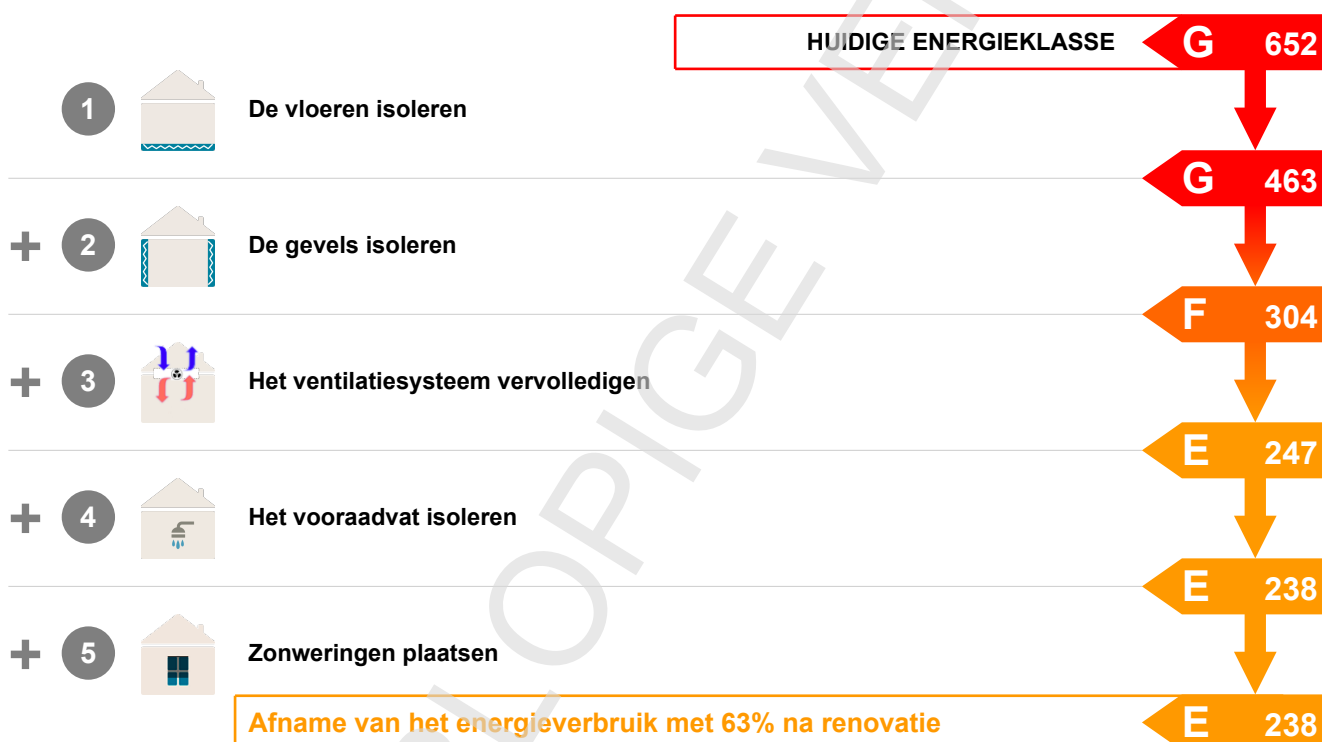 HUIDIGE ENERGIEKLASSE G 652
1 De vloeren isoleren
G 463
+ 2 De gevels isoleren
F 304
+ 3 Het ventilatiesysteem vervolledigen
E 247
+ 4 Het vooraadvat isoleren
E 238
+ 5 Zonweringen plaatsen
Afname van het energieverbruik met 63% na renovatie E 238